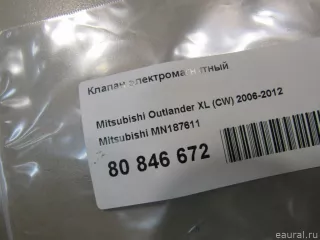 Клапан электромагнитный
Mitsubishi Outlander XL (CW) 2006-2012
Mitsubishi MN187611
80 846 672
eaural.ru